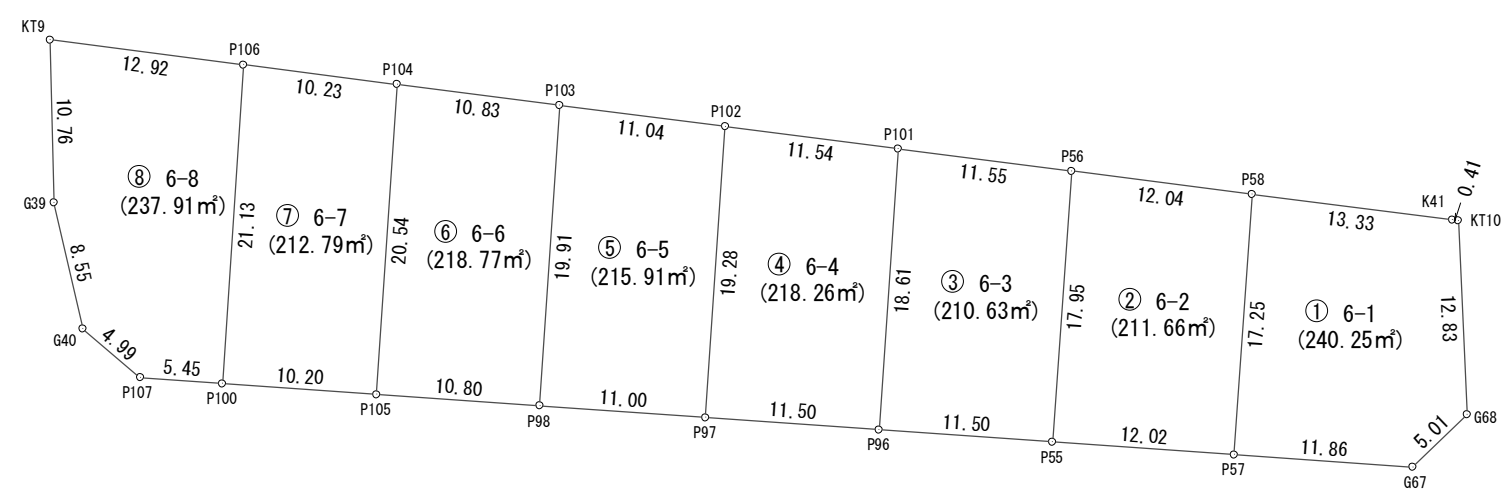 KT9
P106
P104
P103
P102
P101
P56
P58
K41
KT10
0.41
12.92
10.23
10.83
11.04
11.54
11.55
12.04
13.33
10.76
G39
8.55
G40
4.99
P107
5.45
P100
10.20
P105
10.80
P98
11.00
P97
11.50
P96
11.50
P55
12.02
P57
11.86
G67
5.01
G68
12.83
21.13
20.54
19.91
19.28
18.61
17.95
17.25
⑧ 6-8
(237.91㎡)
⑦ 6-7
(212.79㎡)
⑥ 6-6
(218.77㎡)
⑤ 6-5
(215.91㎡)
④ 6-4
(218.26㎡)
③ 6-3
(210.63㎡)
② 6-2
(211.66㎡)
① 6-1
(240.25㎡)